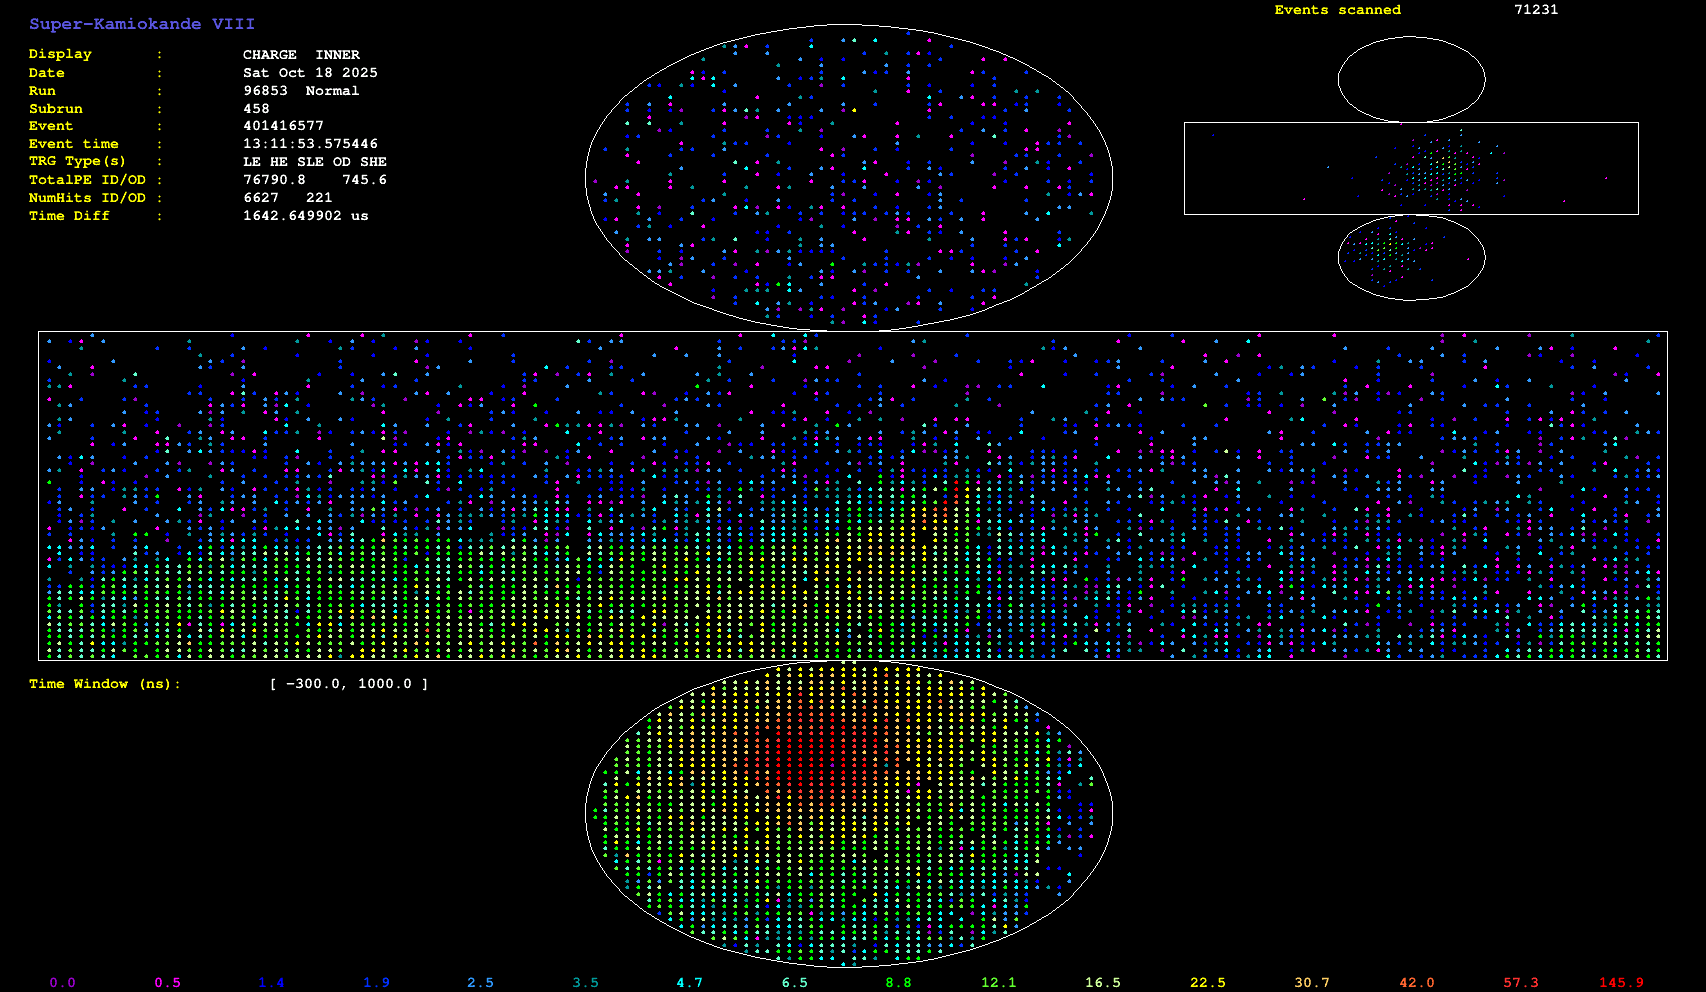 Super-Kamiokande VIII
Events scanned 71231
Display : CHARGE INNER
Date : Sat Oct 18 2025
Run : 96853 Normal
Subrun : 458
Event : 401416577
Event time : 13:11:53.575446
TRG Type(s) : LE HE SLE OD SHE
TotalPE ID/OD : 76790.8 745.6
NumHits ID/OD : 6627 221
Time Diff : 1642.649902 us
Time Window (ns): [ -300.0, 1000.0 ]
0.0 0.5 1.4 1.9 2.5 3.5 4.7 6.5 8.8 12.1 16.5 22.5 30.7 42.0 57.3 145.9